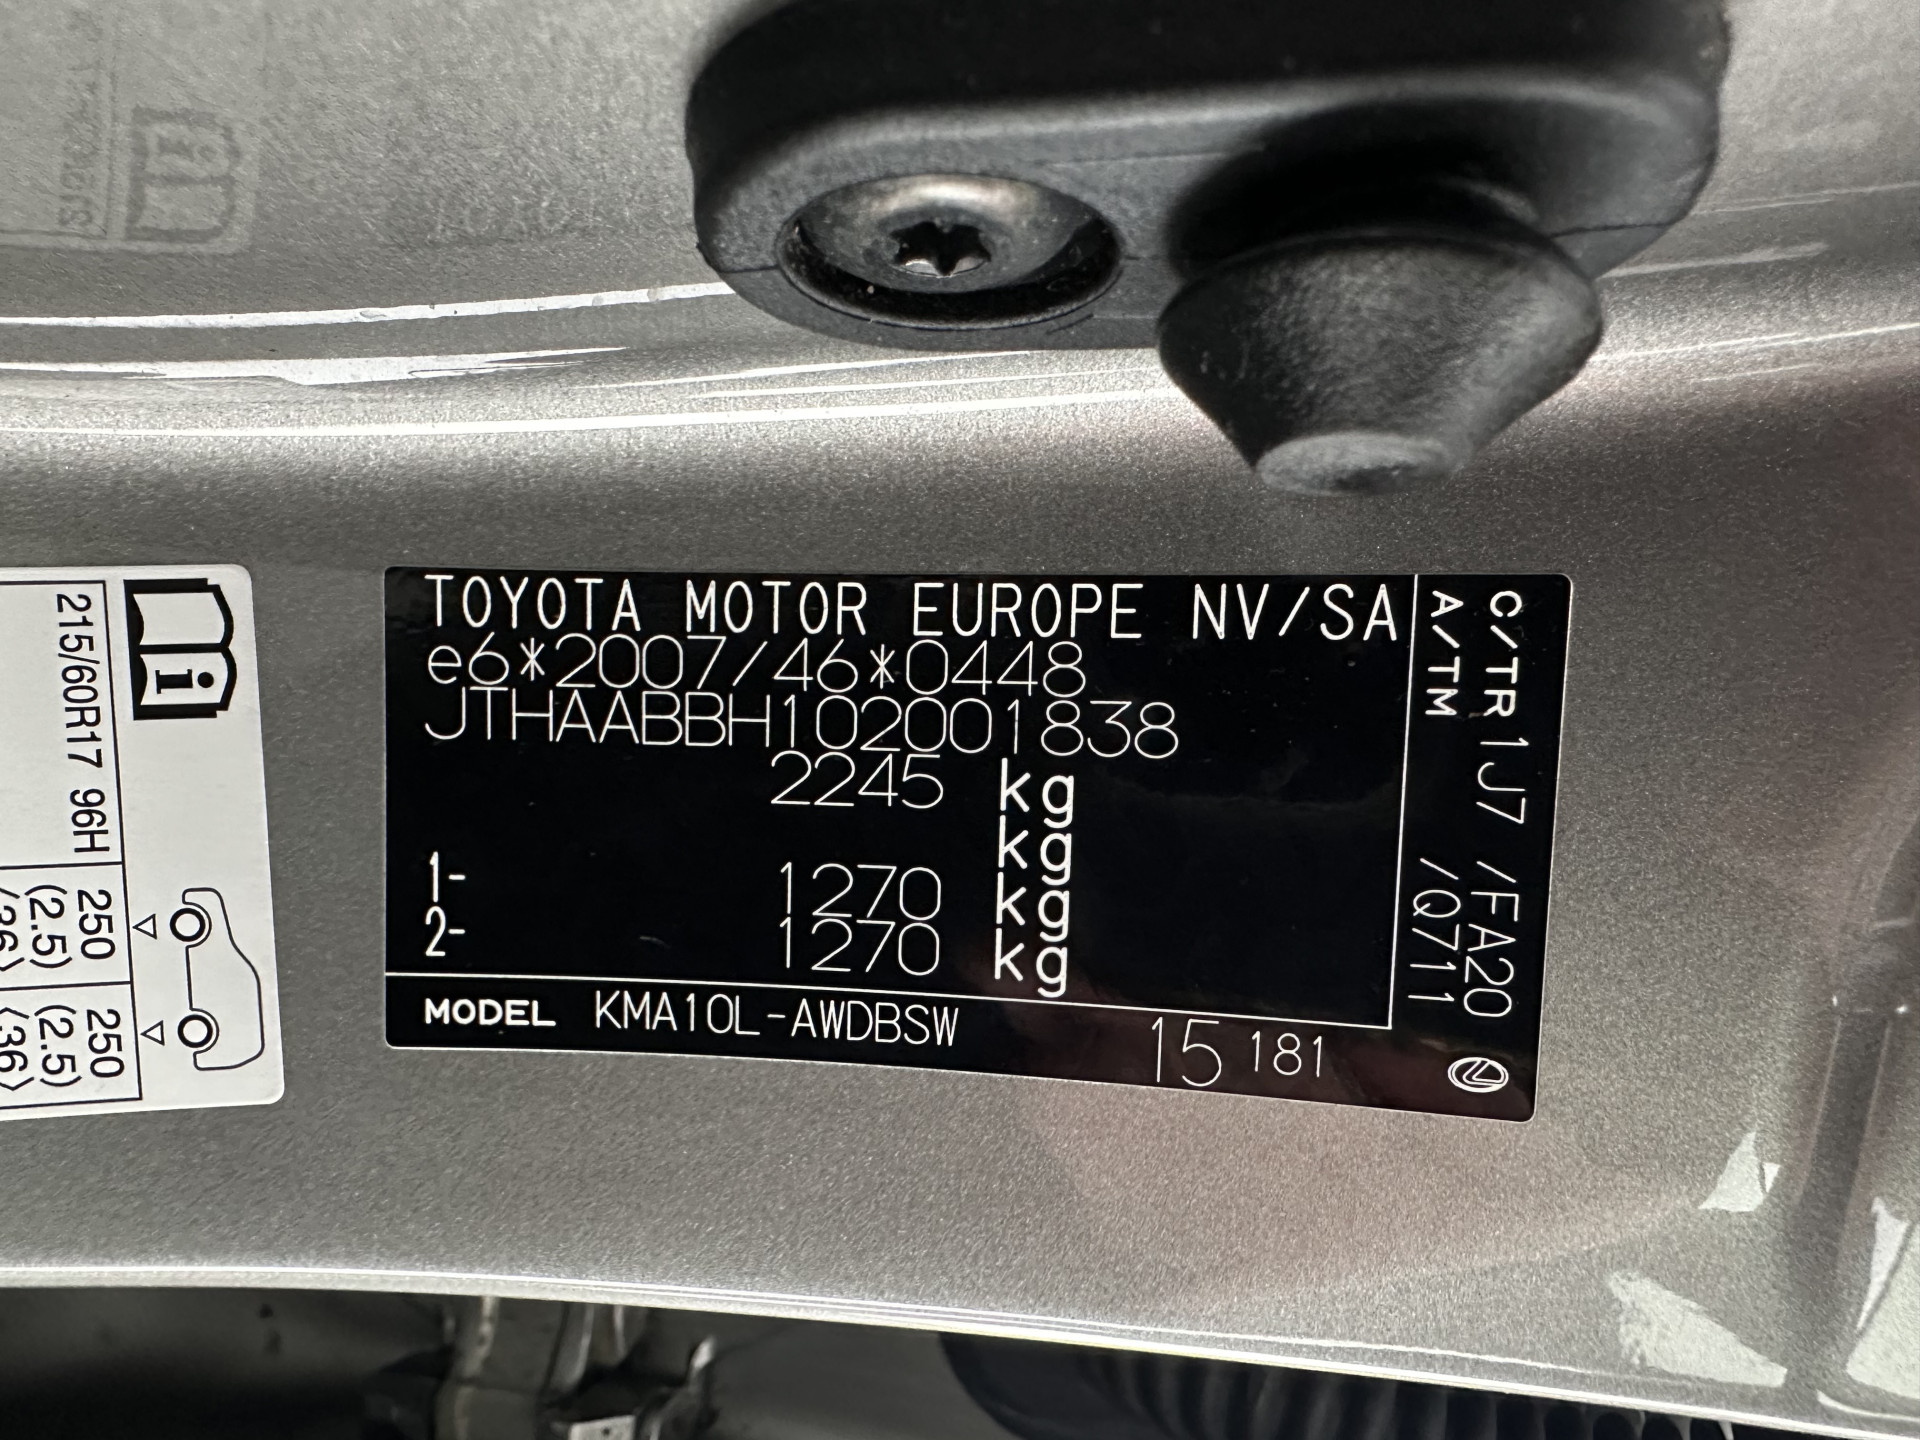 TOYOTA MOTOR EUROPE NV/SA
e6*2007/46*0448
JTHAABBH102001838
2245 kg
kg
1- 1270 kg
2- 1270 kg
MODEL KMA10L-AWDBSW
15 181
C/TR 1J7 /FA20
A/TM /Q711
i
215/60R17 96H
250 250
(2.5) (2.5)
⟨36⟩ ⟨36⟩